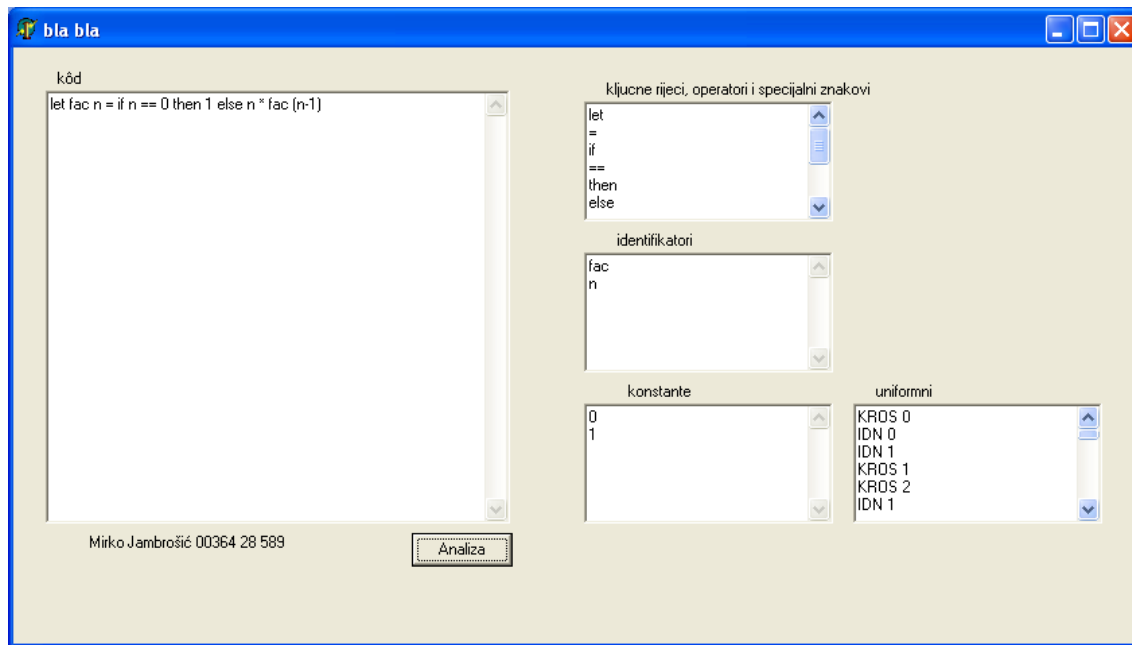 bla bla
kôd
let fac n = if n == 0 then 1 else n * fac (n-1)
kljucne rijeci, operatori i specijalni znakovi
let
=
if
==
then
else
identifikatori
fac
n
konstante
0
1
uniformni
KROS 0
IDN 0
IDN 1
KROS 1
KROS 2
IDN 1
Mirko Jambrošić 00364 28 589
Analiza